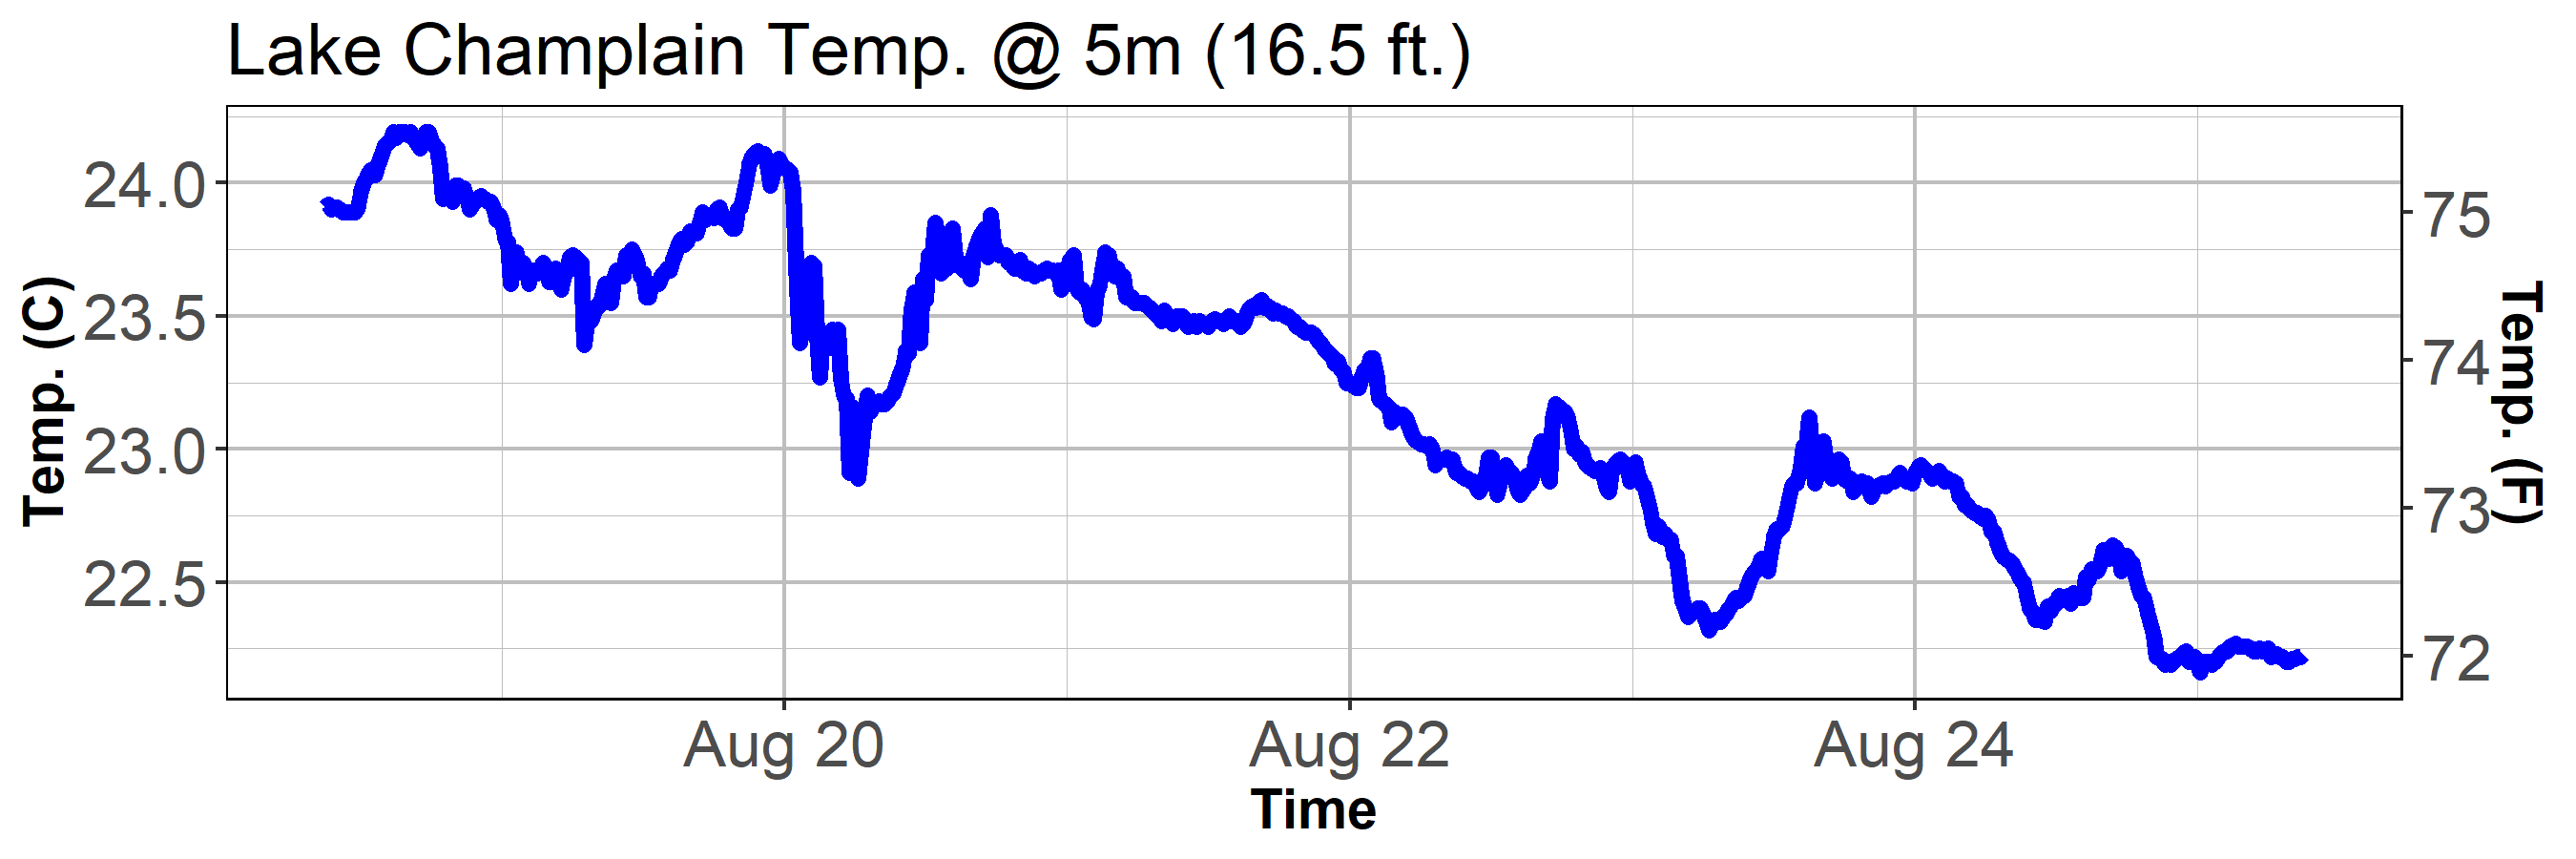 Lake Champlain Temp. @ 5m (16.5 ft.)
Temp. (C)
24.0
23.5
23.0
22.5
75
74
73
72
Temp. (F)
Aug 20 Aug 22 Aug 24
Time